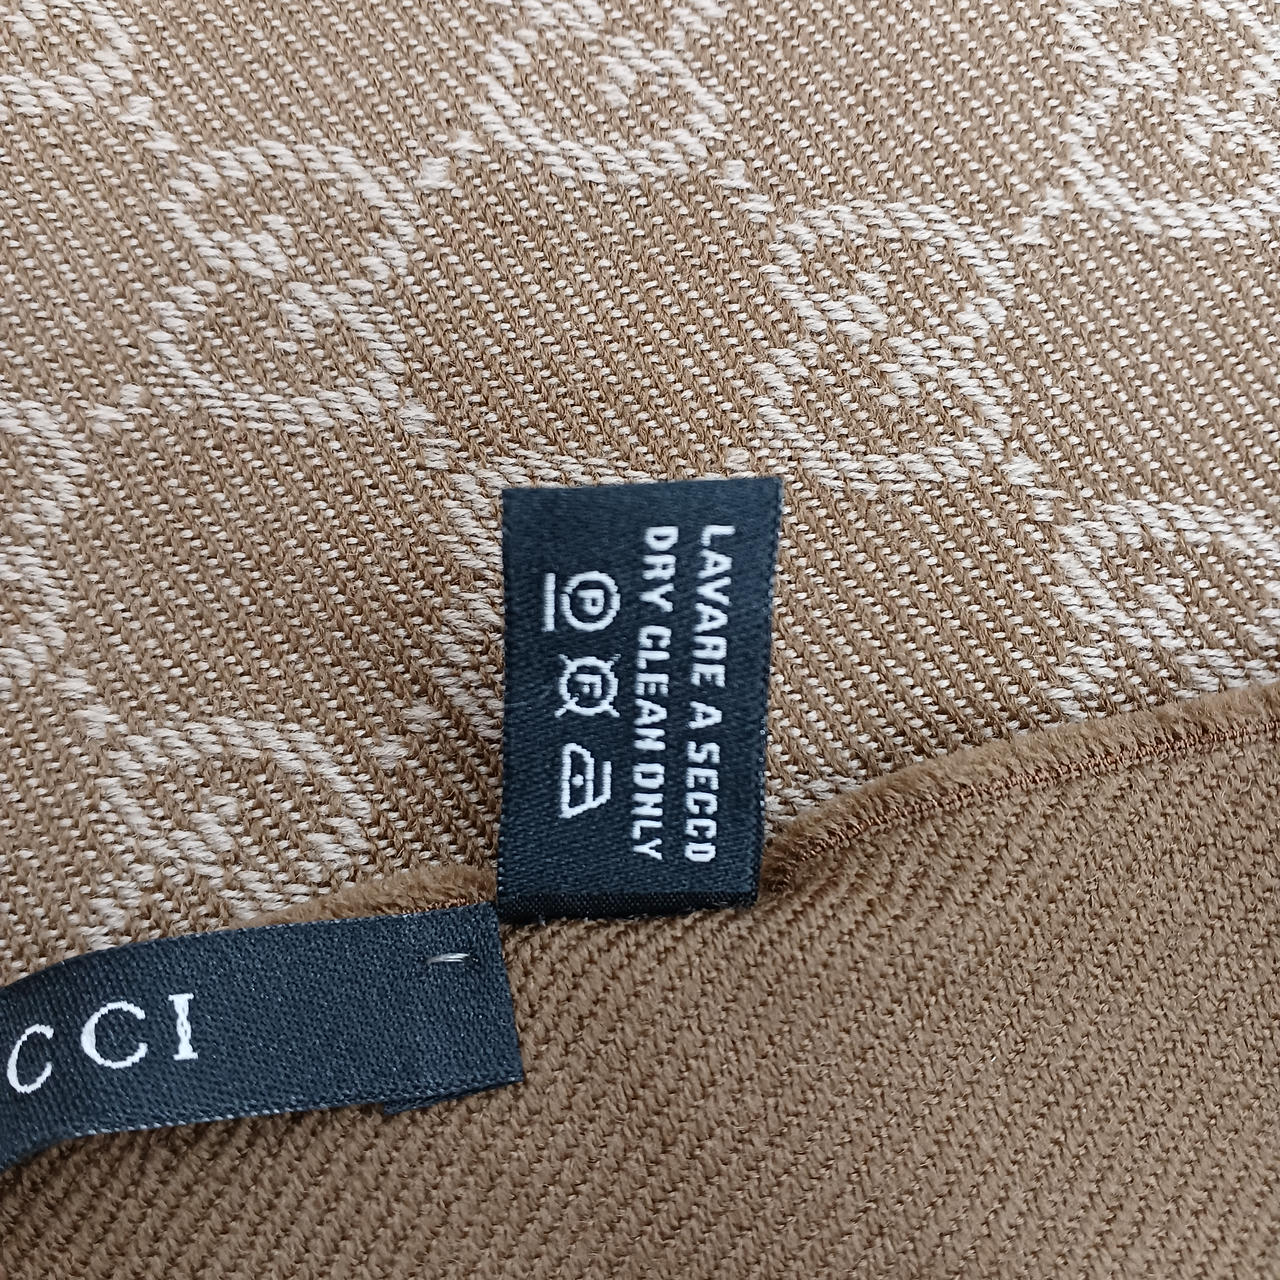 LAVARE A SECCO
DRY CLEAN ONLY
P F
CCI